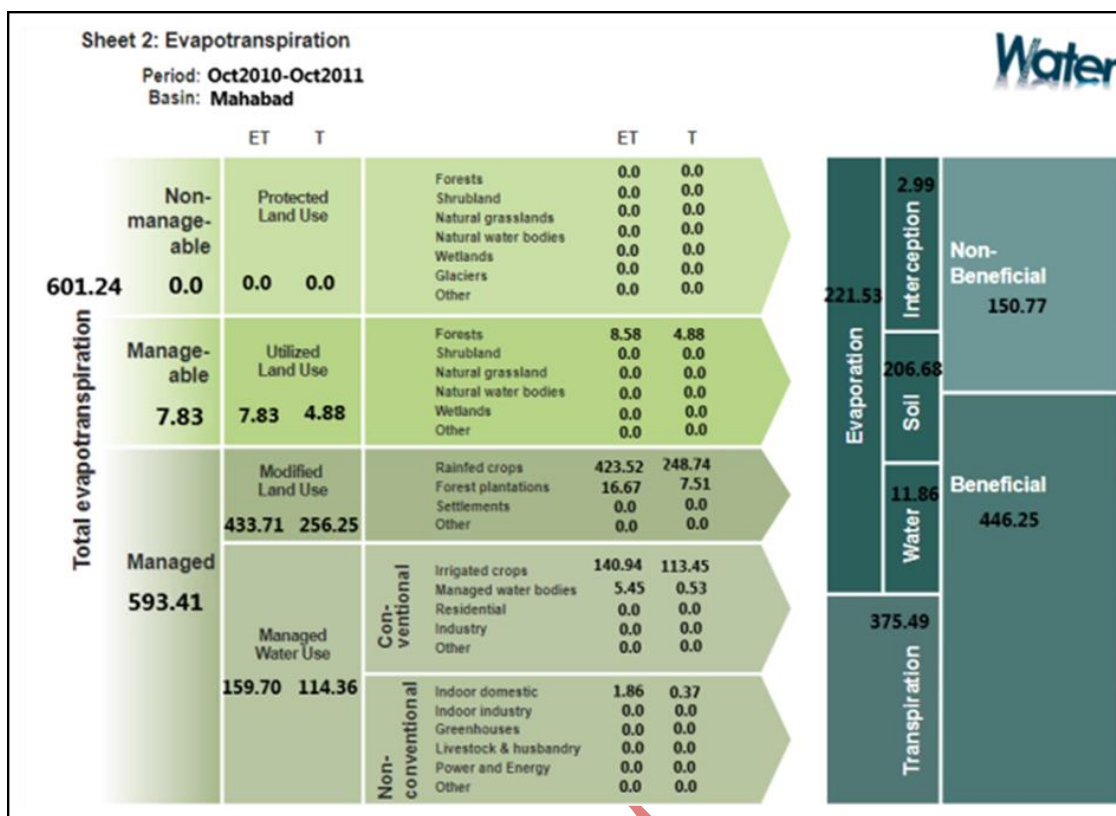 Sheet 2: Evapotranspiration
Water
Period: Oct2010-Oct2011
Basin: Mahabad
ET T
ET T
Total evapotranspiration
601.24
Non-
manage-
able
0.0
Protected
Land Use
0.0 0.0
Forests 0.0 0.0
Shrubland 0.0 0.0
Natural grasslands 0.0 0.0
Natural water bodies 0.0 0.0
Wetlands 0.0 0.0
Glaciers 0.0 0.0
Other 0.0 0.0
Manage-
able
7.83
Utilized
Land Use
7.83 4.88
Forests 8.58 4.88
Shrubland 0.0 0.0
Natural grassland 0.0 0.0
Natural water bodies 0.0 0.0
Wetlands 0.0 0.0
Other 0.0 0.0
Managed
593.41
Modified
Land Use
433.71 256.25
Rainfed crops 423.52 248.74
Forest plantations 16.67 7.51
Settlements 0.0 0.0
Other 0.0 0.0
Managed
Water Use
159.70 114.36
Con-
ventional
Irrigated crops 140.94 113.45
Managed water bodies 5.45 0.53
Residential 0.0 0.0
Industry 0.0 0.0
Other 0.0 0.0
Non-
conventional
Indoor domestic 1.86 0.37
Indoor industry 0.0 0.0
Greenhouses 0.0 0.0
Livestock & husbandry 0.0 0.0
Power and Energy 0.0 0.0
Other 0.0 0.0
Evaporation
221.53
Interception
2.99
Soil
206.68
Water
11.86
Transpiration
375.49
Non-
Beneficial
150.77
Beneficial
446.25